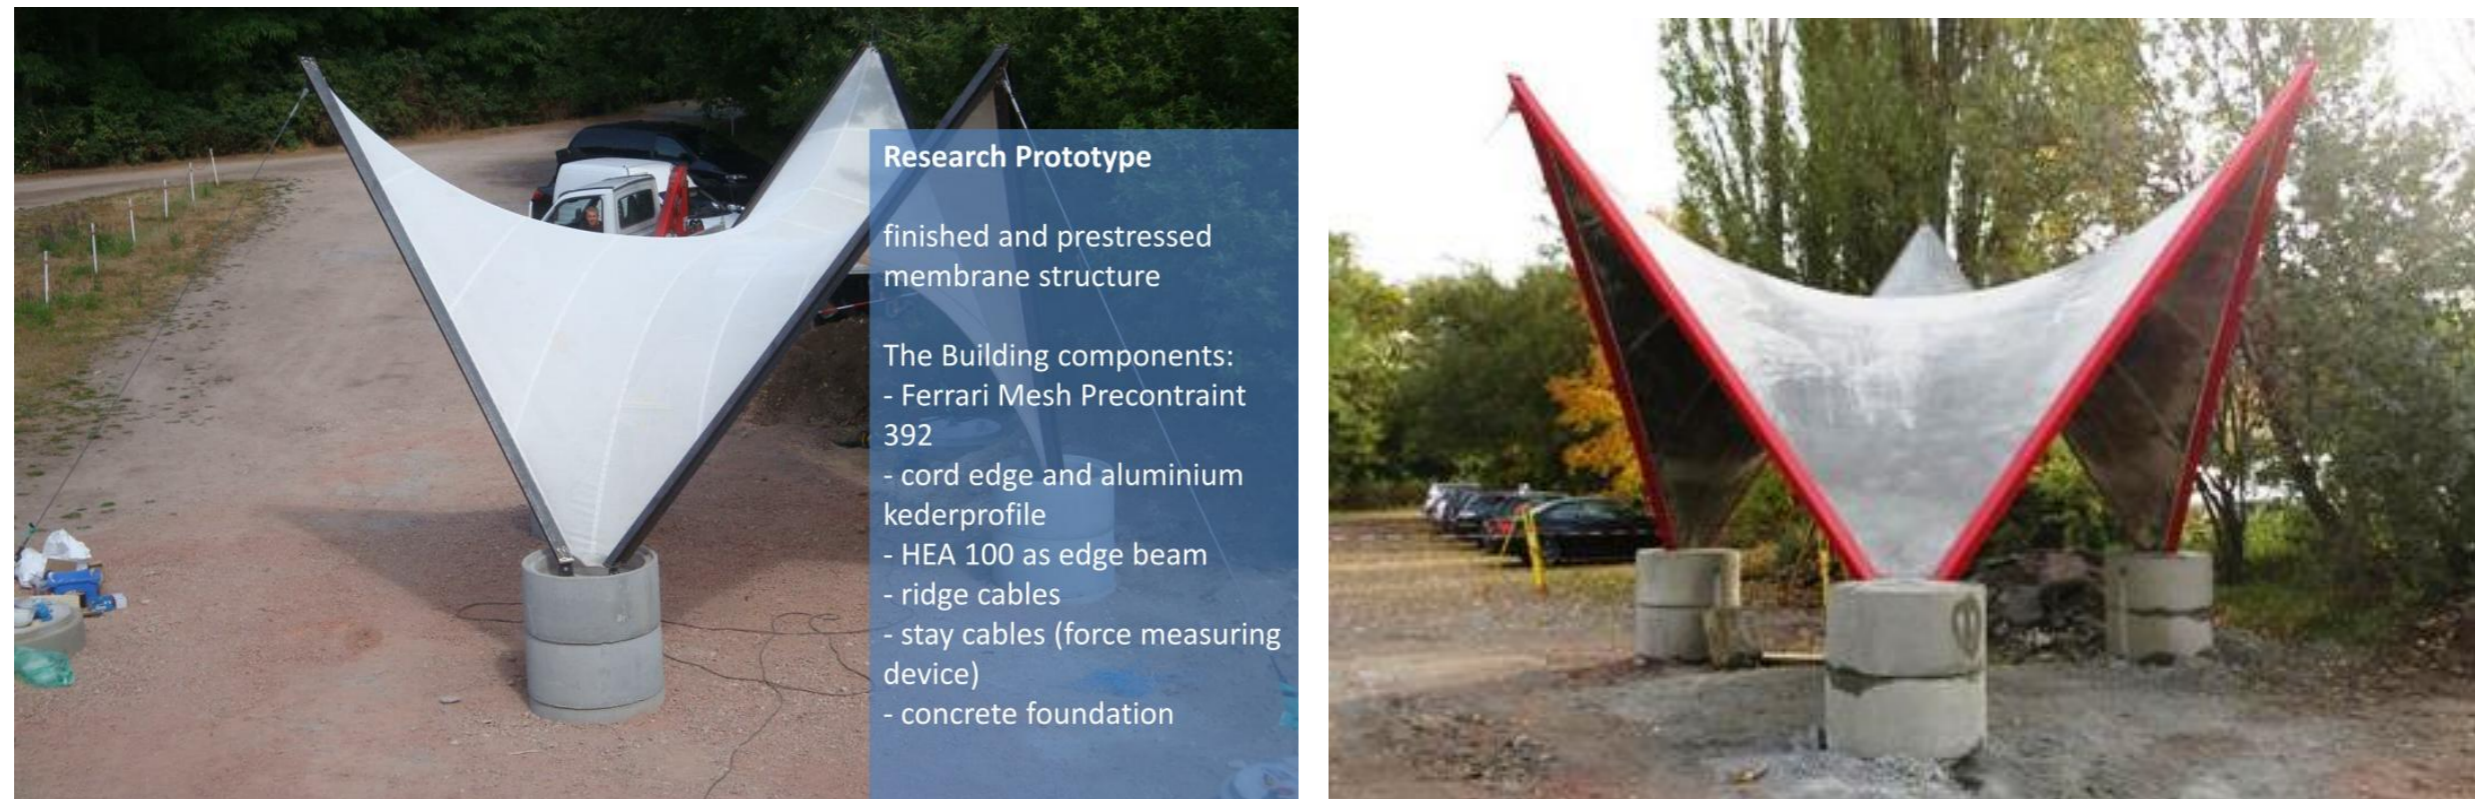 Research Prototype
finished and prestressed
membrane structure
The Building components:
- Ferrari Mesh Precontraint
392
- cord edge and aluminium
kederprofile
- HEA 100 as edge beam
- ridge cables
- stay cables (force measuring
device)
- concrete foundation